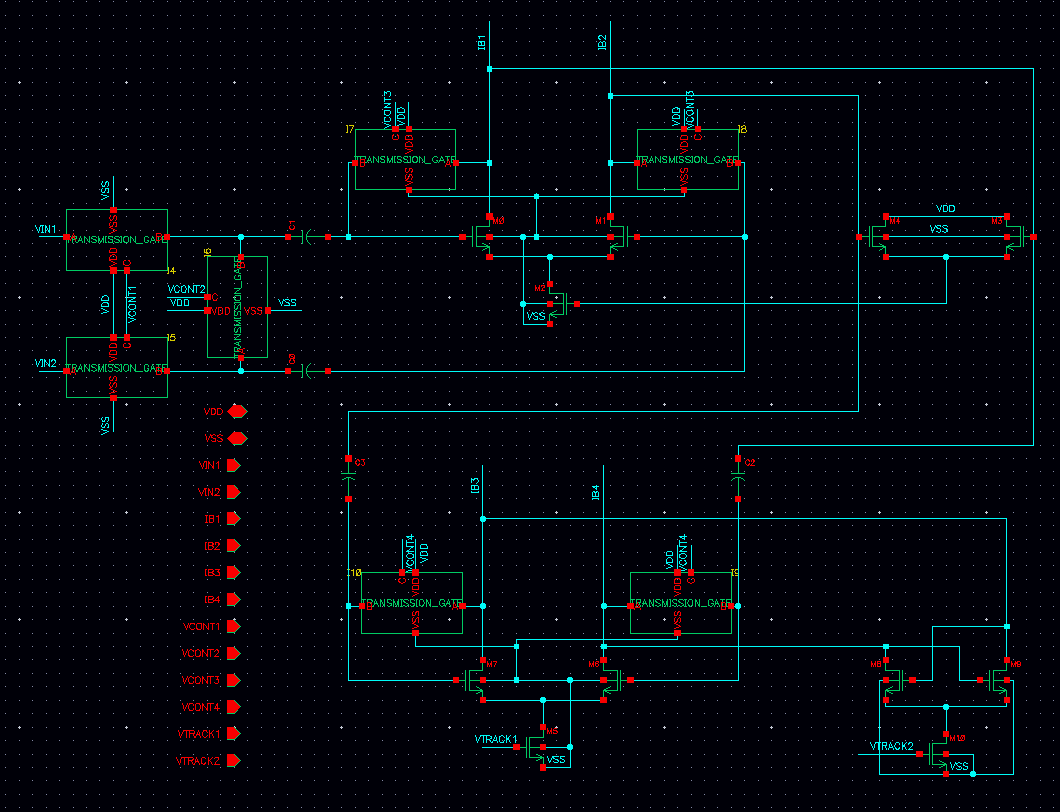 IB1
IB2
VCONT3
VDD
VDD
VCONT3
I7
C
VDD
I8
VDD
C
TRANSMISSION_GATE
TRANSMISSION_GATE
VSS
VSS
VSS
VSS
VIN1
TRANSMISSION_GATE
VDD
C
I4
M0
M1
M4
VDD
M3
VSS
C1
I6
VCONT2
C
VDD
VDD
VSS
VSS
TRANSMISSION_GATE
VDD
VCONT1
M2
VSS
I5
VDD
C
VIN2
TRANSMISSION_GATE
VSS
VSS
C0
VDD
VSS
VIN1
VIN2
IB1
IB2
IB3
IB4
VCONT1
VCONT2
VCONT3
VCONT4
VTRACK1
VTRACK2
C3
C2
IB3
IB4
VCONT4
VDD
VDD
VCONT4
I10
C
VDD
I9
VDD
C
TRANSMISSION_GATE
TRANSMISSION_GATE
VSS
VSS
M7
M6
M8
M9
VTRACK1
M5
VSS
VTRACK2
M10
VSS